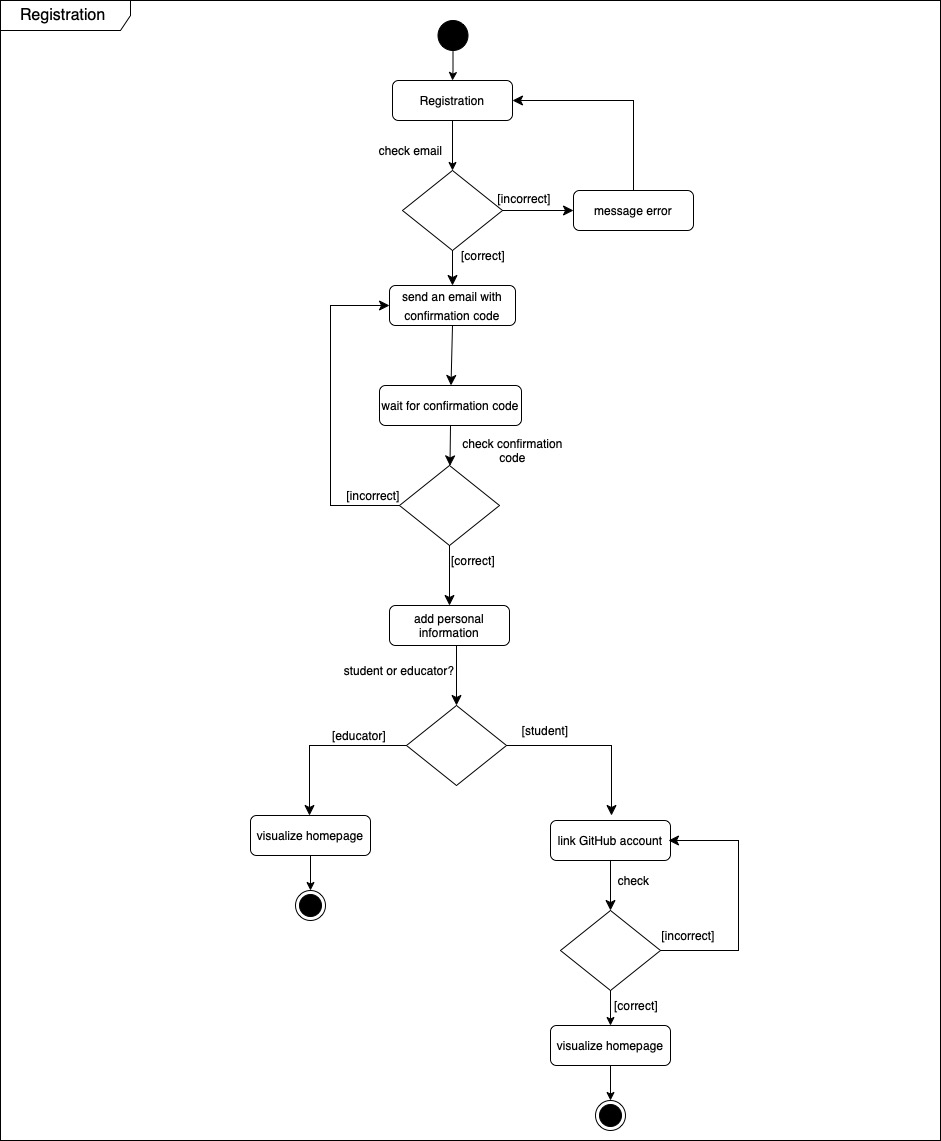 Registration
Registration
check email
[incorrect]
message error
[correct]
send an email with
confirmation code
wait for confirmation code
check confirmation
code
[incorrect]
[correct]
add personal
information
student or educator?
[educator]
[student]
visualize homepage
link GitHub account
check
[incorrect]
[correct]
visualize homepage